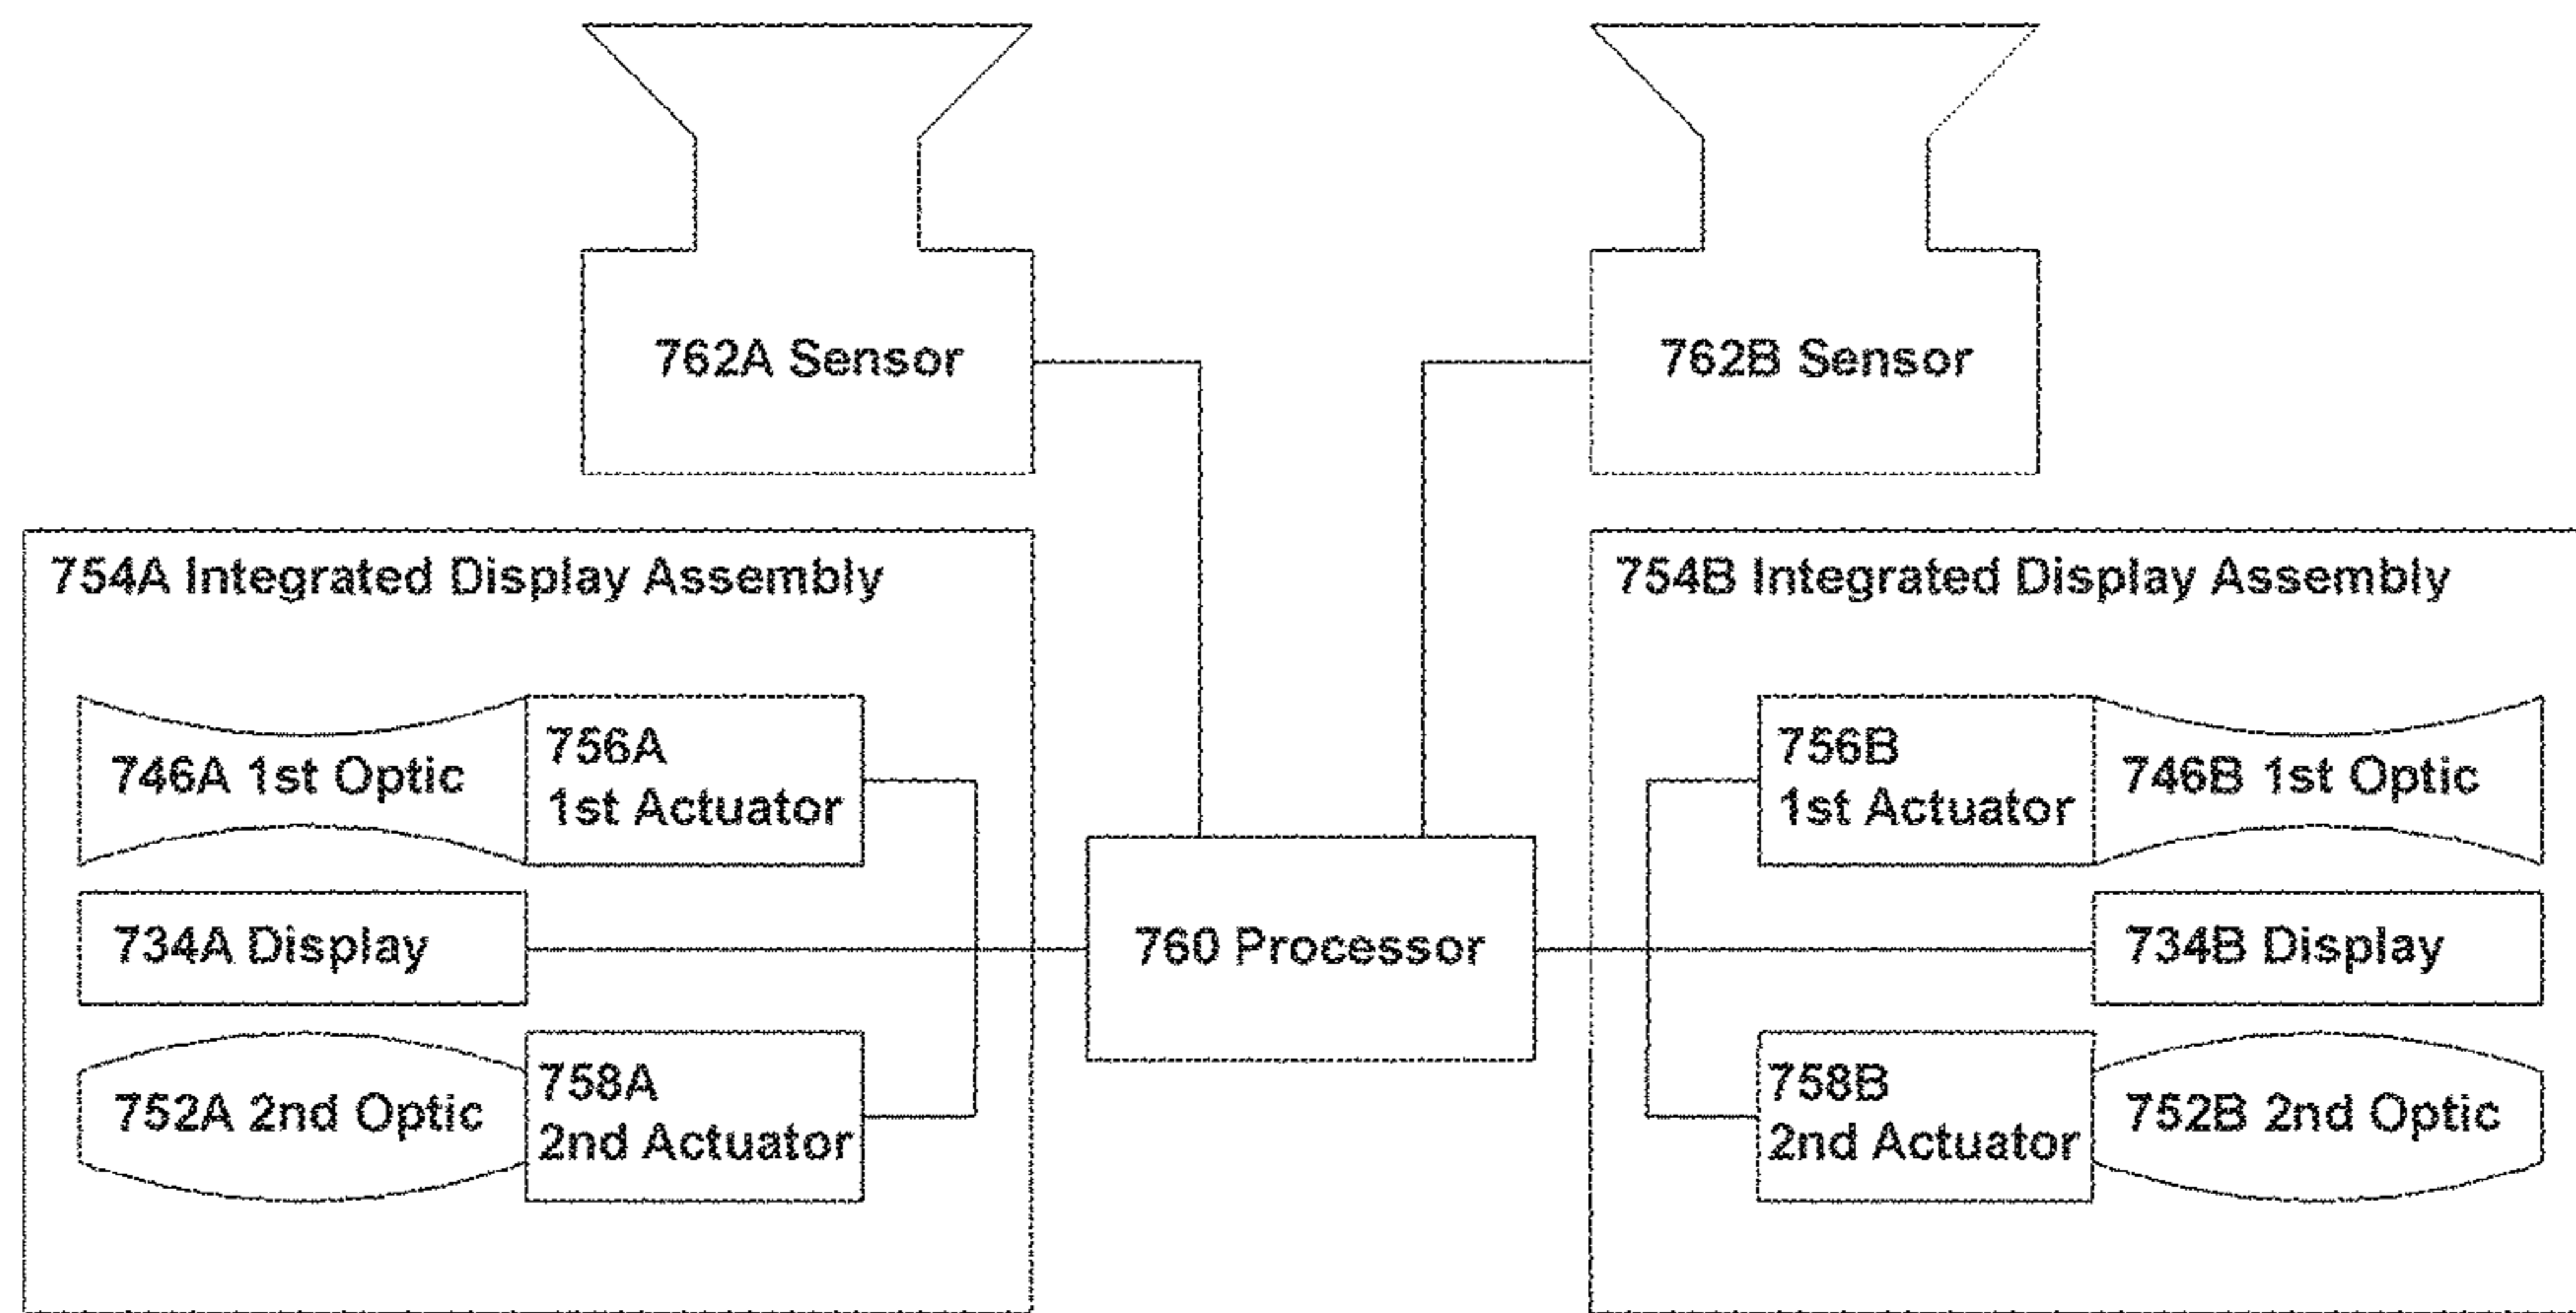 762A Sensor
762B Sensor
754A Integrated Display Assembly
754B Integrated Display Assembly
746A 1st Optic
756A
1st Actuator
756B
1st Actuator
746B 1st Optic
734A Display
760 Processor
734B Display
752A 2nd Optic
758A
2nd Actuator
758B
2nd Actuator
752B 2nd Optic